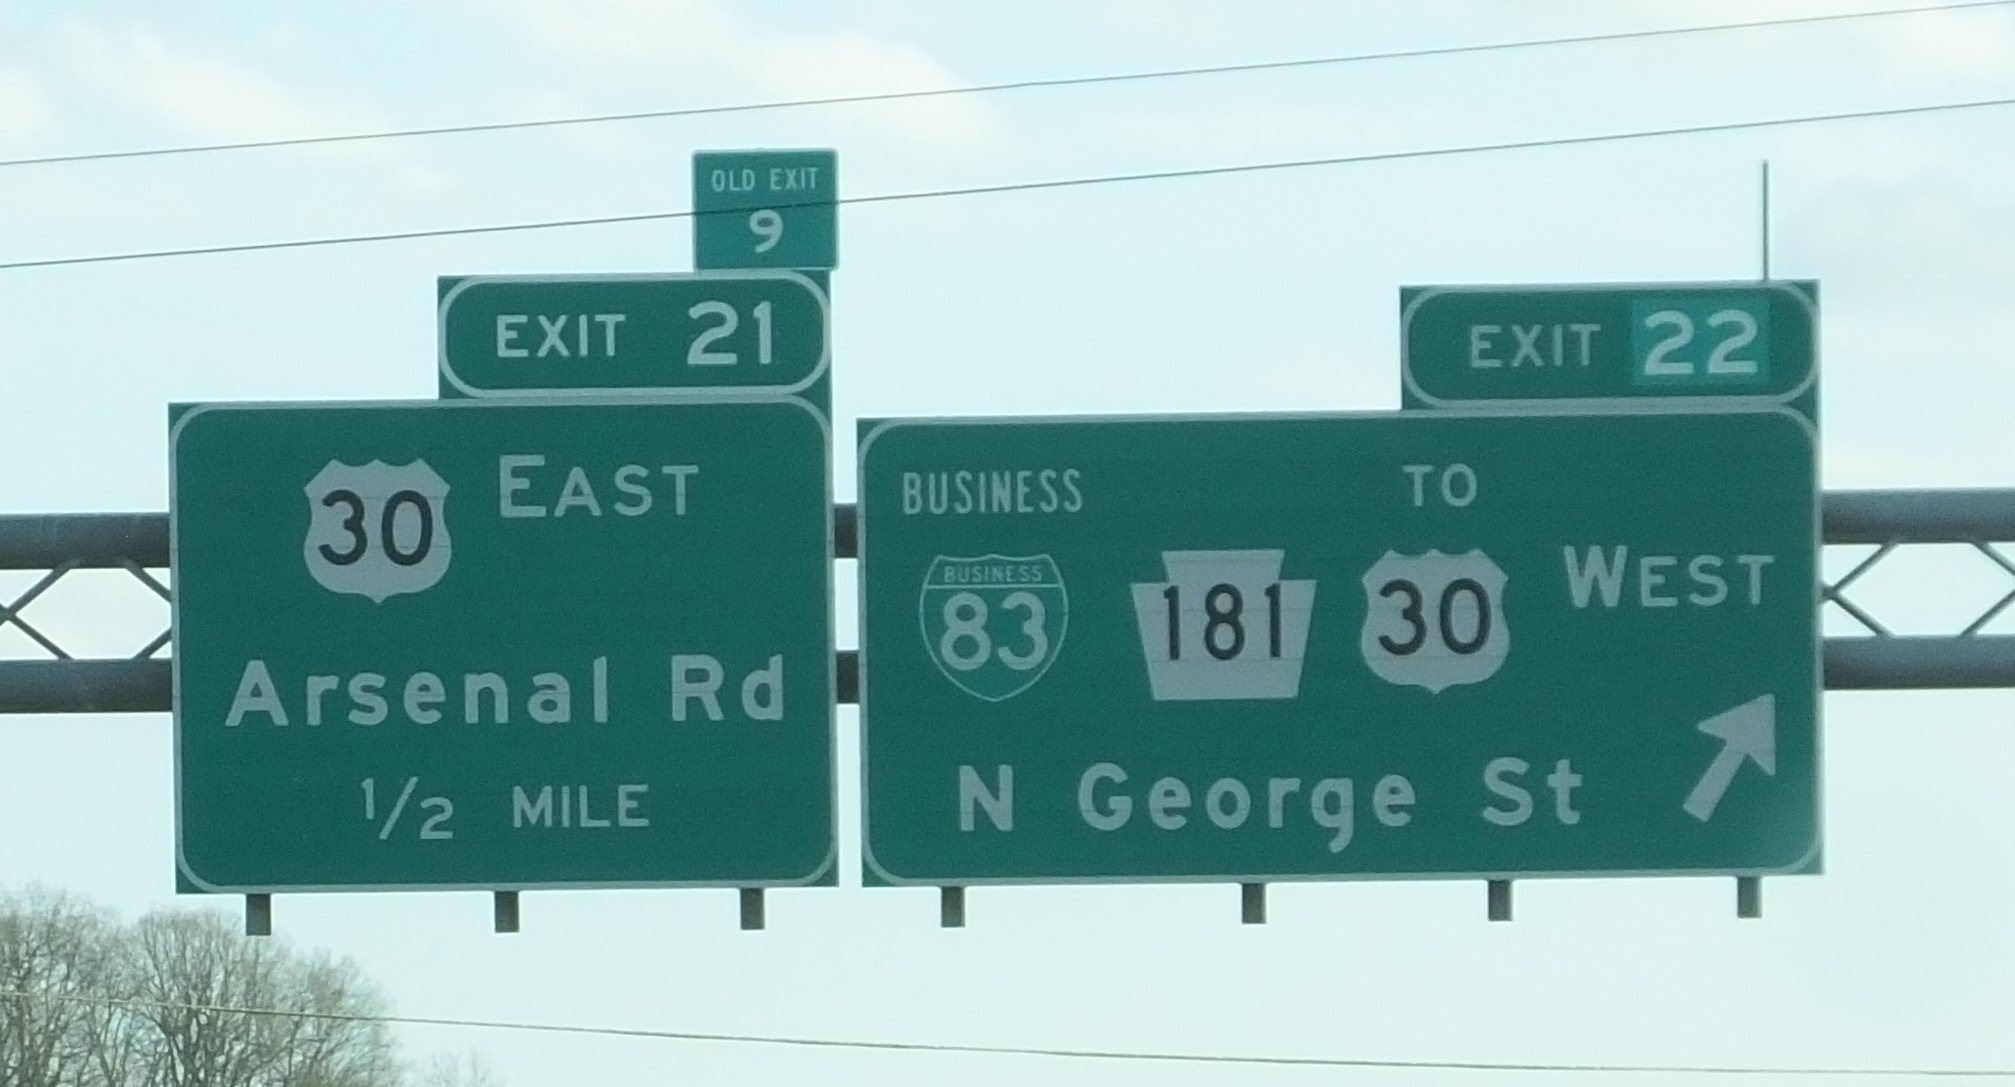 OLD EXIT
9
EXIT 21
30 EAST
Arsenal Rd
1/2 MILE
EXIT 22
BUSINESS TO
BUSINESS
83 181 30 WEST
N George St